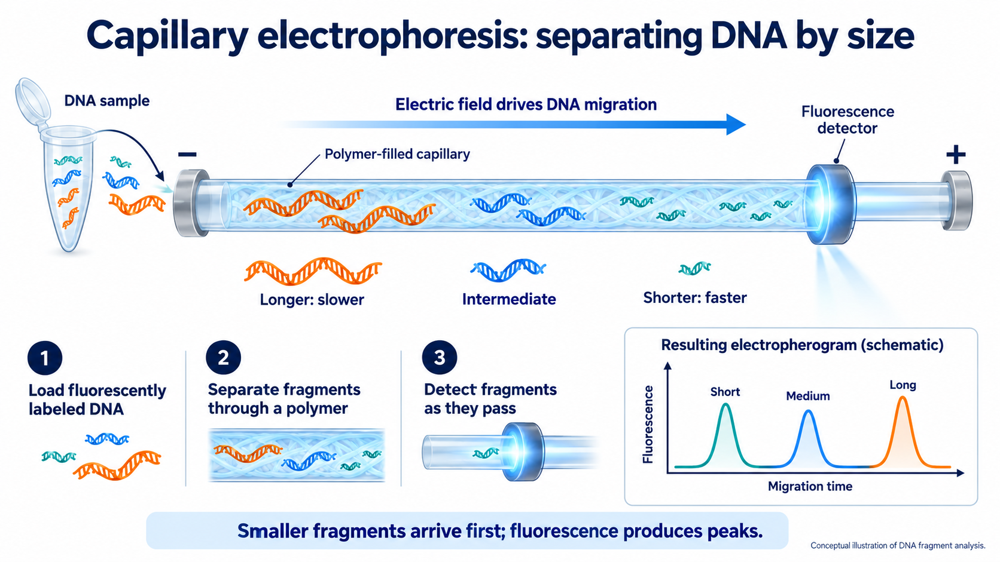 Capillary electrophoresis: separating DNA by size
DNA sample
Electric field drives DNA migration
Fluorescence
detector
Polymer-filled capillary
−
+
Longer: slower
Intermediate
Shorter: faster
1
Load fluorescently
labeled DNA
2
Separate fragments
through a polymer
3
Detect fragments
as they pass
Resulting electropherogram (schematic)
Fluorescence
Short
Medium
Long
Migration time
Smaller fragments arrive first; fluorescence produces peaks.
Conceptual illustration of DNA fragment analysis.